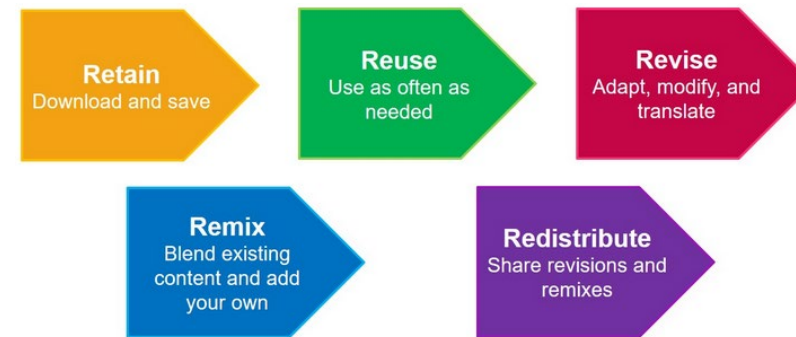 Retain
Download and save
Reuse
Use as often as
needed
Revise
Adapt, modify, and
translate
Remix
Blend existing
content and add
your own
Redistribute
Share revisions and
remixes